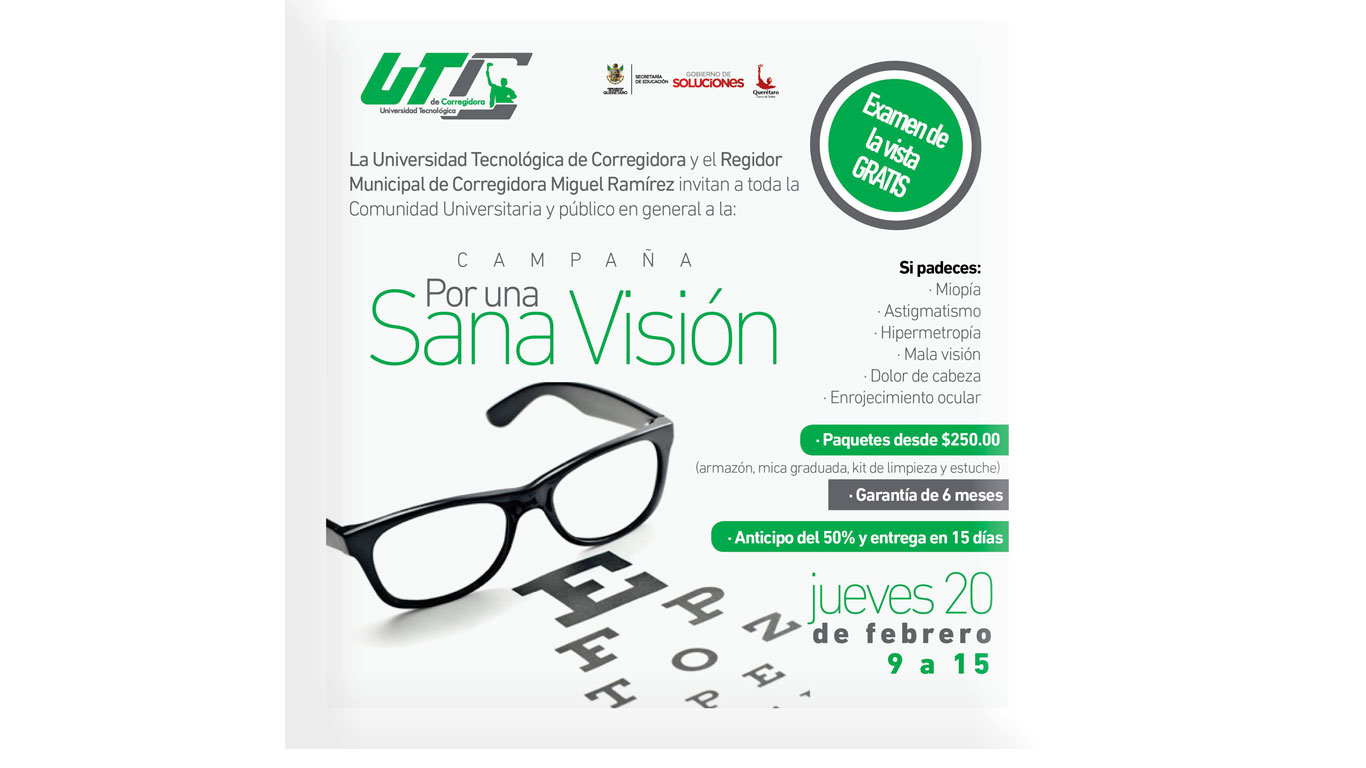 UTC
de Corregidora
Universidad Tecnológica
QUERÉTARO
SECRETARÍA
DE EDUCACIÓN
GOBIERNO DE
SOLUCIONES
Querétaro
Examen de
la vista
GRATIS
La Universidad Tecnológica de Corregidora y el Regidor
Municipal de Corregidora Miguel Ramírez invitan a toda la
Comunidad Universitaria y público en general a la:
CAMPAÑA
Por una
Sana Visión
Si padeces:
· Miopía
· Astigmatismo
· Hipermetropía
· Mala visión
· Dolor de cabeza
· Enrojecimiento ocular
· Paquetes desde $250.00
(armazón, mica graduada, kit de limpieza y estuche)
· Garantía de 6 meses
· Anticipo del 50% y entrega en 15 días
jueves 20
de febrero
9 a 15
E P N
F O E
H P